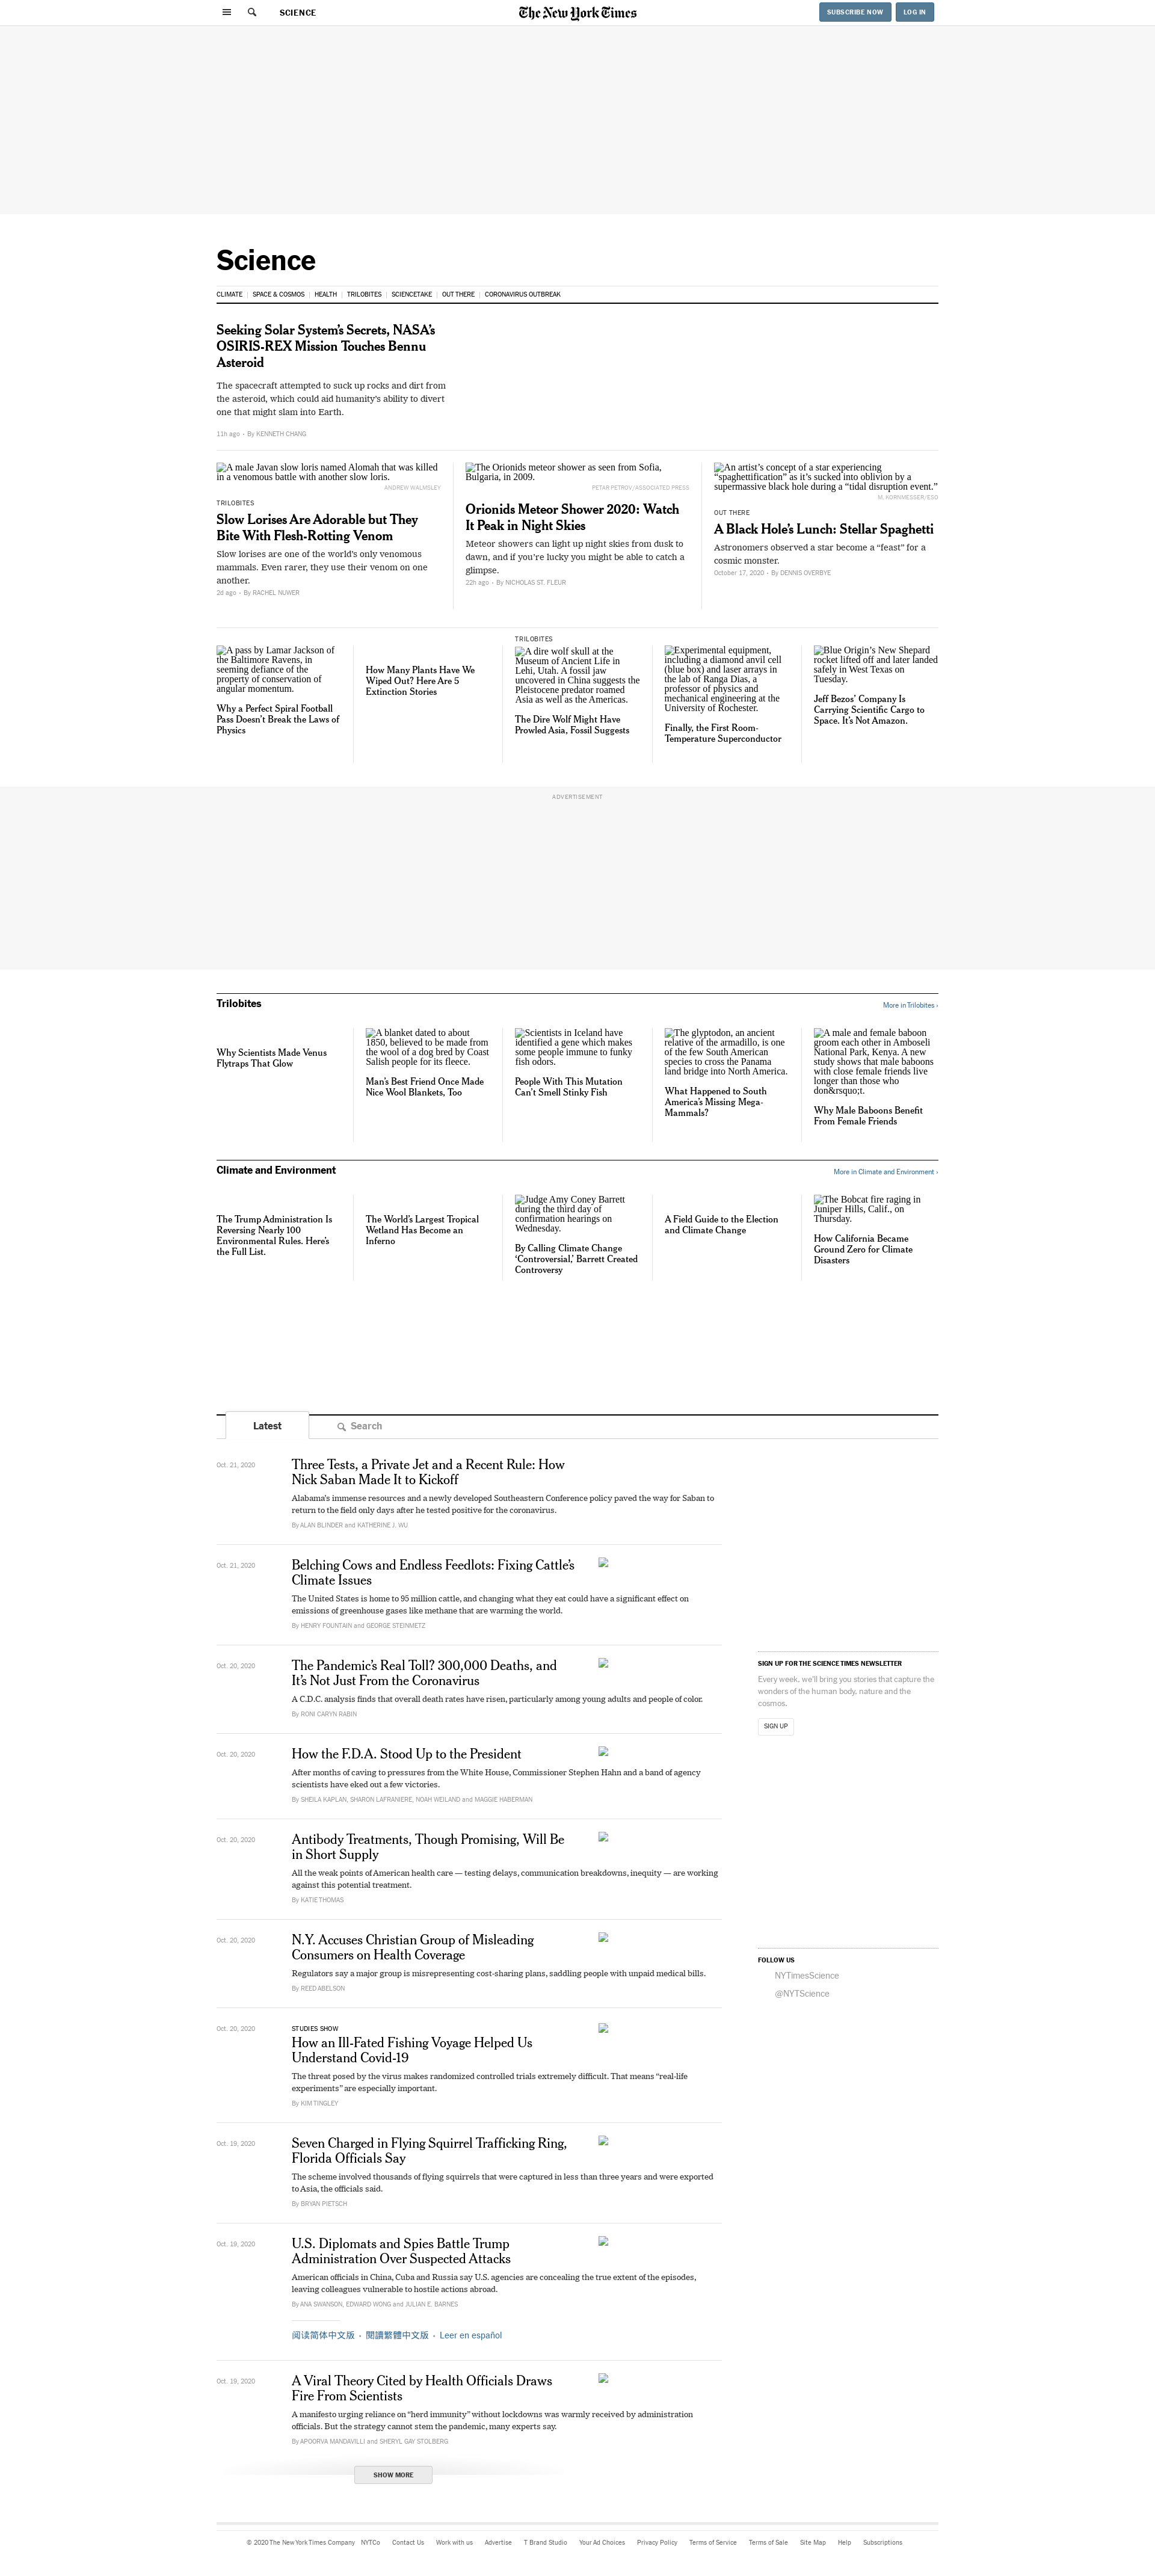 SCIENCE
The New York Times
SUBSCRIBE NOW
LOG IN
Science
CLIMATE
SPACE & COSMOS
HEALTH
TRILOBITES
SCIENCETAKE
OUT THERE
CORONAVIRUS OUTBREAK
Seeking Solar System’s Secrets, NASA’s
OSIRIS-REX Mission Touches Bennu
Asteroid
The spacecraft attempted to suck up rocks and dirt from
the asteroid, which could aid humanity’s ability to divert
one that might slam into Earth.
11h ago • By KENNETH CHANG
A male Javan slow loris named Alomah that was killed
in a venomous battle with another slow loris.
ANDREW WALMSLEY
TRILOBITES
Slow Lorises Are Adorable but They
Bite With Flesh-Rotting Venom
Slow lorises are one of the world’s only venomous
mammals. Even rarer, they use their venom on one
another.
2d ago • By RACHEL NUWER
The Orionids meteor shower as seen from Sofia,
Bulgaria, in 2009.
PETAR PETROV/ASSOCIATED PRESS
Orionids Meteor Shower 2020: Watch
It Peak in Night Skies
Meteor showers can light up night skies from dusk to
dawn, and if you’re lucky you might be able to catch a
glimpse.
22h ago • By NICHOLAS ST. FLEUR
An artist’s concept of a star experiencing
“spaghettification” as it’s sucked into oblivion by a
supermassive black hole during a “tidal disruption event.”
M. KORNMESSER/ESO
OUT THERE
A Black Hole’s Lunch: Stellar Spaghetti
Astronomers observed a star become a “feast” for a
cosmic monster.
October 17, 2020 • By DENNIS OVERBYE
A pass by Lamar Jackson of
the Baltimore Ravens, in
seeming defiance of the
property of conservation of
angular momentum.
Why a Perfect Spiral Football
Pass Doesn’t Break the Laws of
Physics
How Many Plants Have We
Wiped Out? Here Are 5
Extinction Stories
TRILOBITES
A dire wolf skull at the
Museum of Ancient Life in
Lehi, Utah. A fossil jaw
uncovered in China suggests the
Pleistocene predator roamed
Asia as well as the Americas.
The Dire Wolf Might Have
Prowled Asia, Fossil Suggests
Experimental equipment,
including a diamond anvil cell
(blue box) and laser arrays in
the lab of Ranga Dias, a
professor of physics and
mechanical engineering at the
University of Rochester.
Finally, the First Room-
Temperature Superconductor
Blue Origin’s New Shepard
rocket lifted off and later landed
safely in West Texas on
Tuesday.
Jeff Bezos’ Company Is
Carrying Scientific Cargo to
Space. It’s Not Amazon.
ADVERTISEMENT
Trilobites
More in Trilobites ›
Why Scientists Made Venus
Flytraps That Glow
A blanket dated to about
1850, believed to be made from
the wool of a dog bred by Coast
Salish people for its fleece.
Man’s Best Friend Once Made
Nice Wool Blankets, Too
Scientists in Iceland have
identified a gene which makes
some people immune to funky
fish odors.
People With This Mutation
Can’t Smell Stinky Fish
The glyptodon, an ancient
relative of the armadillo, is one
of the few South American
species to cross the Panama
land bridge into North America.
What Happened to South
America’s Missing Mega-
Mammals?
A male and female baboon
groom each other in Amboseli
National Park, Kenya. A new
study shows that male baboons
with close female friends live
longer than those who
don&rsquo;t.
Why Male Baboons Benefit
From Female Friends
Climate and Environment
More in Climate and Environment ›
The Trump Administration Is
Reversing Nearly 100
Environmental Rules. Here’s
the Full List.
The World’s Largest Tropical
Wetland Has Become an
Inferno
Judge Amy Coney Barrett
during the third day of
confirmation hearings on
Wednesday.
By Calling Climate Change
‘Controversial,’ Barrett Created
Controversy
A Field Guide to the Election
and Climate Change
The Bobcat fire raging in
Juniper Hills, Calif., on
Thursday.
How California Became
Ground Zero for Climate
Disasters
Latest
Search
Oct. 21, 2020
Three Tests, a Private Jet and a Recent Rule: How
Nick Saban Made It to Kickoff
Alabama’s immense resources and a newly developed Southeastern Conference policy paved the way for Saban to
return to the field only days after he tested positive for the coronavirus.
By ALAN BLINDER and KATHERINE J. WU
Oct. 21, 2020
Belching Cows and Endless Feedlots: Fixing Cattle’s
Climate Issues
The United States is home to 95 million cattle, and changing what they eat could have a significant effect on
emissions of greenhouse gases like methane that are warming the world.
By HENRY FOUNTAIN and GEORGE STEINMETZ
Oct. 20, 2020
The Pandemic’s Real Toll? 300,000 Deaths, and
It’s Not Just From the Coronavirus
A C.D.C. analysis finds that overall death rates have risen, particularly among young adults and people of color.
By RONI CARYN RABIN
Oct. 20, 2020
How the F.D.A. Stood Up to the President
After months of caving to pressures from the White House, Commissioner Stephen Hahn and a band of agency
scientists have eked out a few victories.
By SHEILA KAPLAN, SHARON LAFRANIERE, NOAH WEILAND and MAGGIE HABERMAN
Oct. 20, 2020
Antibody Treatments, Though Promising, Will Be
in Short Supply
All the weak points of American health care — testing delays, communication breakdowns, inequity — are working
against this potential treatment.
By KATIE THOMAS
Oct. 20, 2020
N.Y. Accuses Christian Group of Misleading
Consumers on Health Coverage
Regulators say a major group is misrepresenting cost-sharing plans, saddling people with unpaid medical bills.
By REED ABELSON
Oct. 20, 2020
STUDIES SHOW
How an Ill-Fated Fishing Voyage Helped Us
Understand Covid-19
The threat posed by the virus makes randomized controlled trials extremely difficult. That means “real-life
experiments” are especially important.
By KIM TINGLEY
Oct. 19, 2020
Seven Charged in Flying Squirrel Trafficking Ring,
Florida Officials Say
The scheme involved thousands of flying squirrels that were captured in less than three years and were exported
to Asia, the officials said.
By BRYAN PIETSCH
Oct. 19, 2020
U.S. Diplomats and Spies Battle Trump
Administration Over Suspected Attacks
American officials in China, Cuba and Russia say U.S. agencies are concealing the true extent of the episodes,
leaving colleagues vulnerable to hostile actions abroad.
By ANA SWANSON, EDWARD WONG and JULIAN E. BARNES
阅读简体中文版 • 閱讀繁體中文版 • Leer en español
Oct. 19, 2020
A Viral Theory Cited by Health Officials Draws
Fire From Scientists
A manifesto urging reliance on “herd immunity” without lockdowns was warmly received by administration
officials. But the strategy cannot stem the pandemic, many experts say.
By APOORVA MANDAVILLI and SHERYL GAY STOLBERG
SHOW MORE
SIGN UP FOR THE SCIENCE TIMES NEWSLETTER
Every week, we’ll bring you stories that capture the
wonders of the human body, nature and the
cosmos.
SIGN UP
FOLLOW US
NYTimesScience
@NYTScience
© 2020 The New York Times Company
NYTCo
Contact Us
Work with us
Advertise
T Brand Studio
Your Ad Choices
Privacy Policy
Terms of Service
Terms of Sale
Site Map
Help
Subscriptions